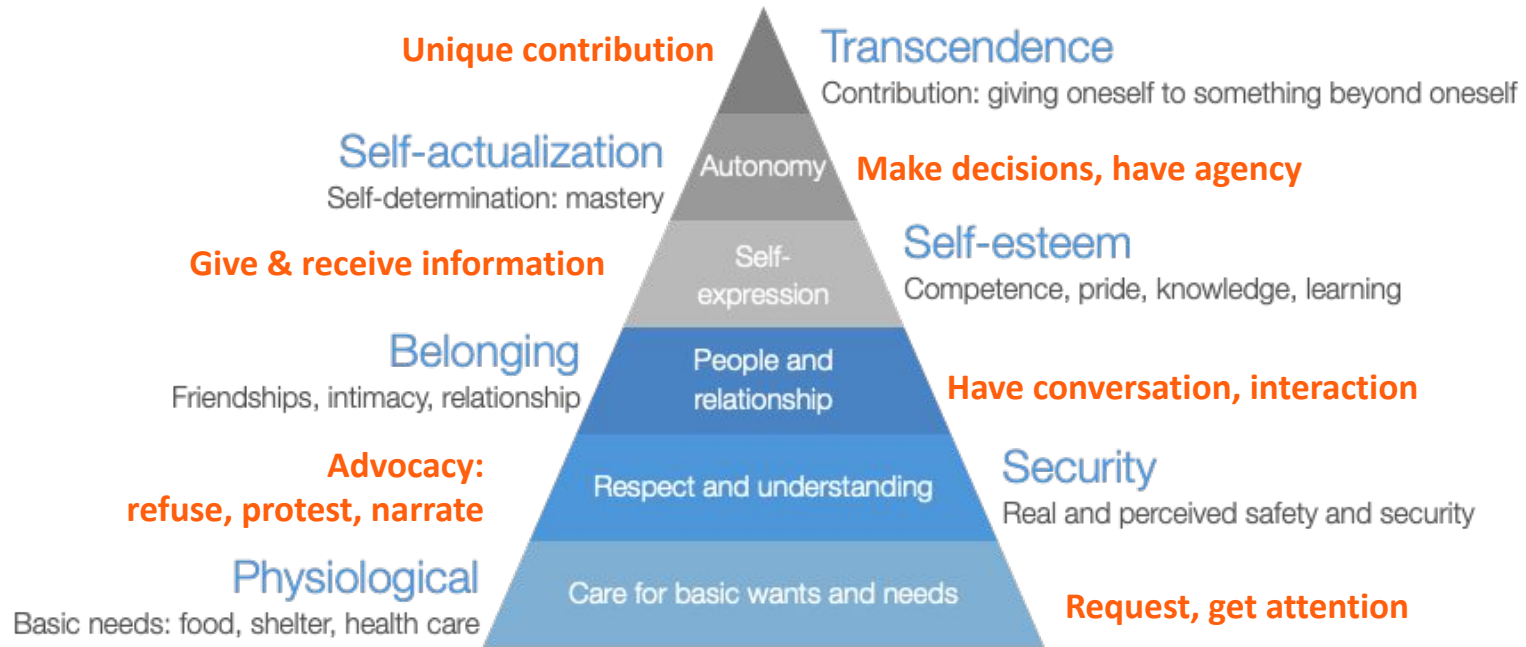 Unique contribution
Transcendence
Contribution: giving oneself to something beyond oneself
Self-actualization
Self-determination: mastery
Autonomy
Make decisions, have agency
Give & receive information
Self-
expression
Self-esteem
Competence, pride, knowledge, learning
Belonging
Friendships, intimacy, relationship
People and
relationship
Have conversation, interaction
Advocacy:
refuse, protest, narrate
Respect and understanding
Security
Real and perceived safety and security
Physiological
Basic needs: food, shelter, health care
Care for basic wants and needs
Request, get attention